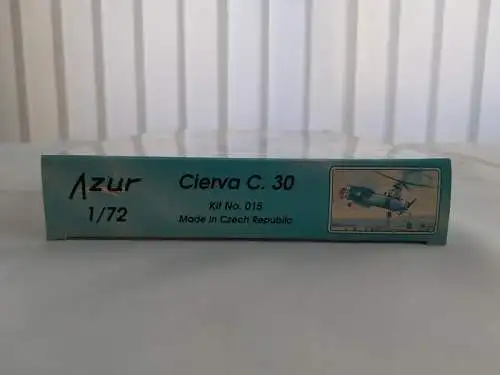 Azur
1/72
Cierva C. 30
Kit No. 015
Made in Czech Republic